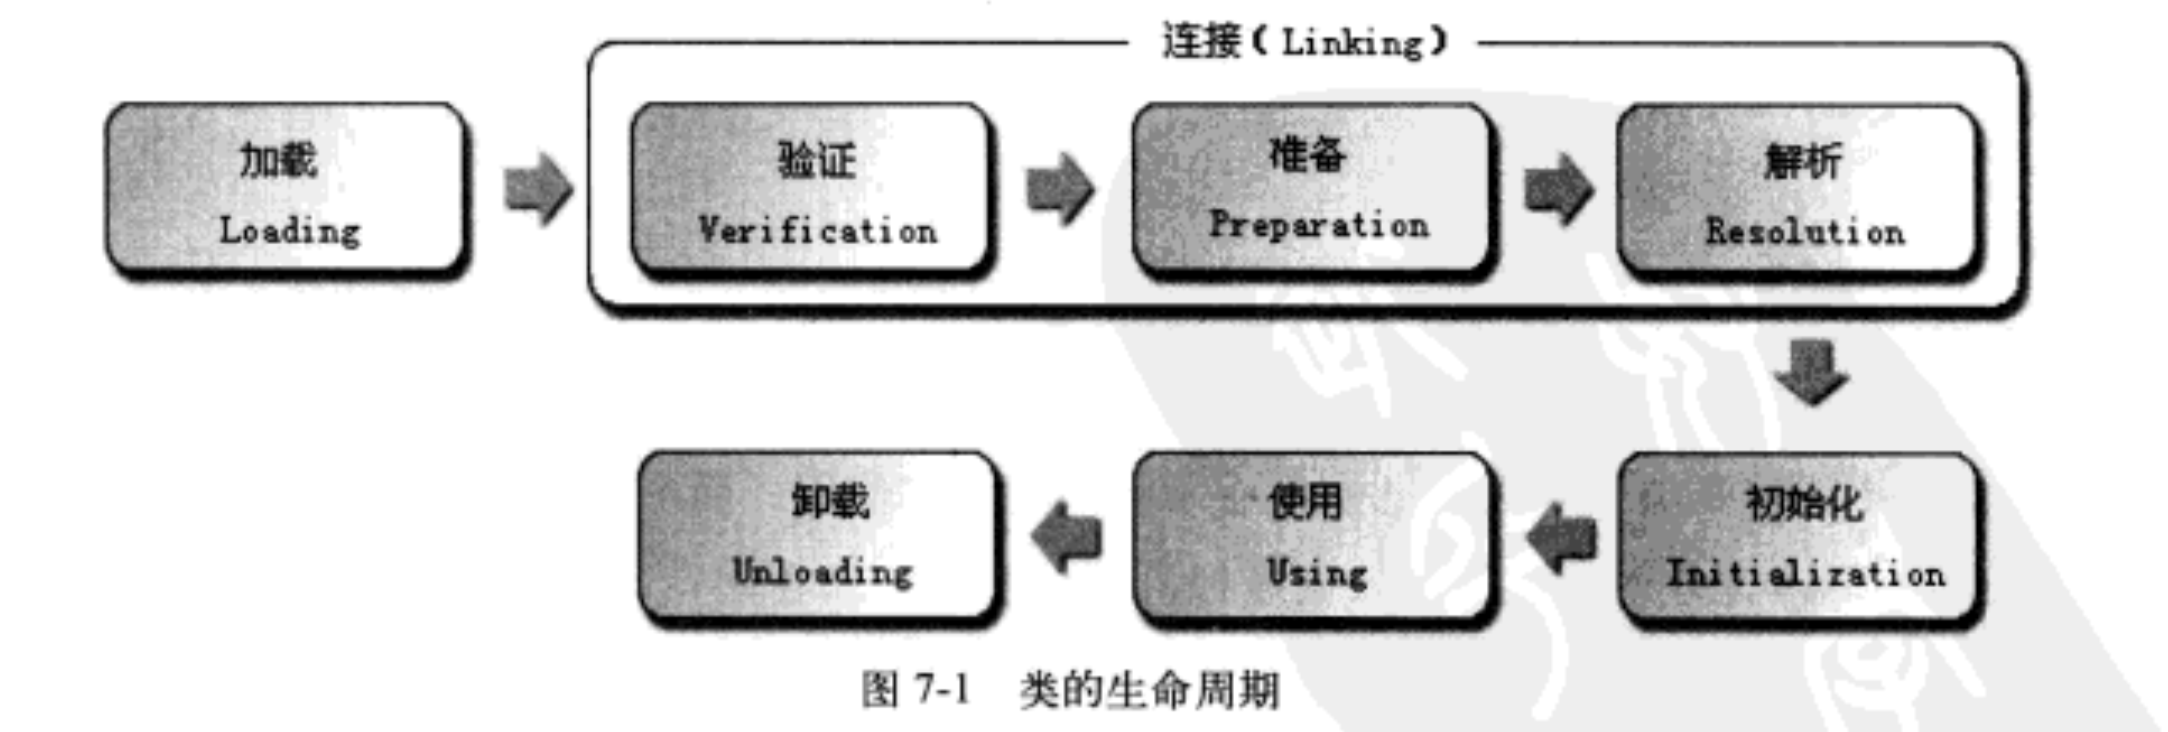 连接（Linking）
加载
Loading
验证
Verification
准备
Preparation
解析
Resolution
初始化
Initialization
使用
Using
卸载
Unloading
图 7-1 类的生命周期